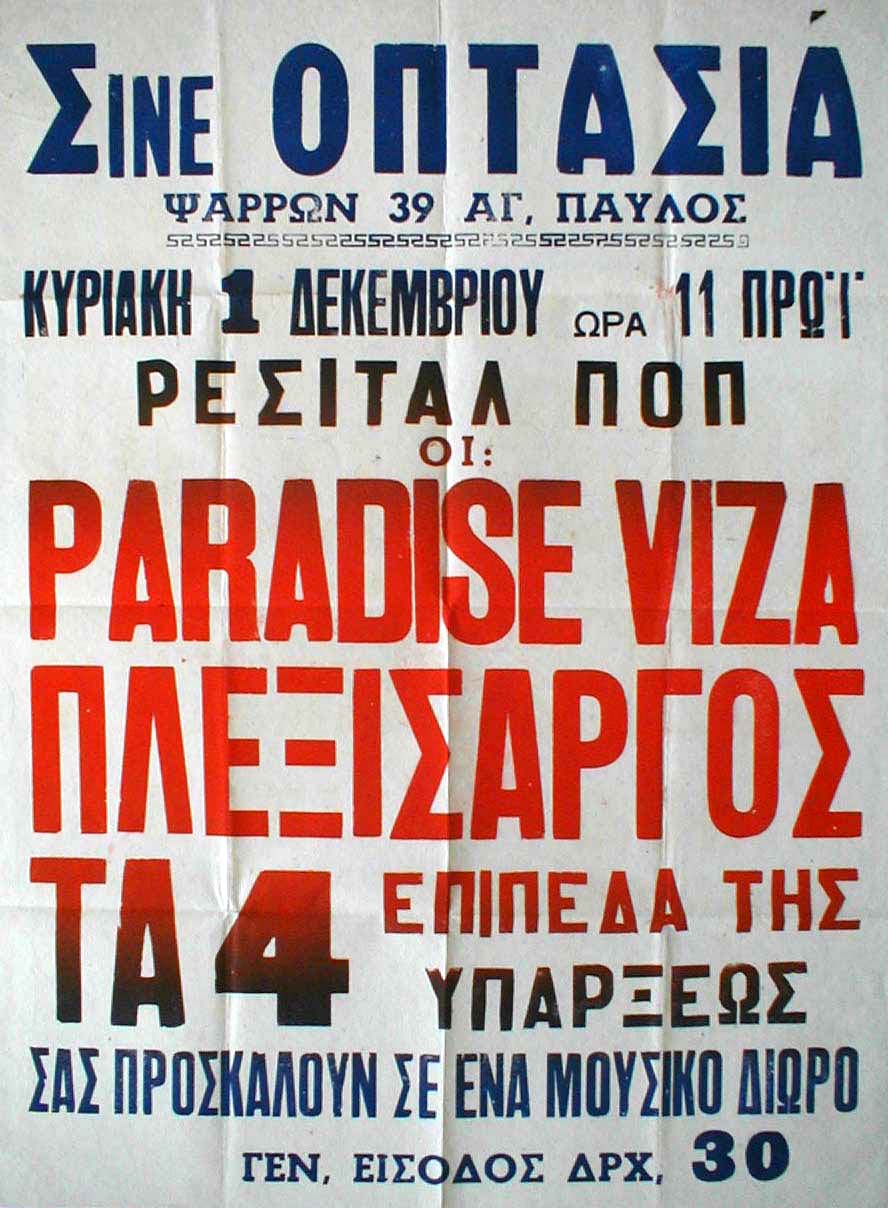 ΣΙΝΕ ΟΠΤΑΣΙΑ
ΨΑΡΡΩΝ 39 ΑΓ, ΠΑΥΛΟΣ
ΚΥΡΙΑΚΗ 1 ΔΕΚΕΜΒΡΙΟΥ ΩΡΑ 11 ΠΡΩΪ
ΡΕΣΙΤΑΛ ΠΟΠ
ΟΙ:
PARADISE VIZA
ΠΛΕΞΙΣΑΡΓΟΣ
ΤΑ 4 ΕΠΙΠΕΔΑ ΤΗΣ
ΥΠΑΡΞΕΩΣ
ΣΑΣ ΠΡΟΣΚΑΛΟΥΝ ΣΕ ΕΝΑ ΜΟΥΣΙΚΟ ΔΙΩΡΟ
ΓΕΝ, ΕΙΣΟΔΟΣ ΔΡΧ, 30